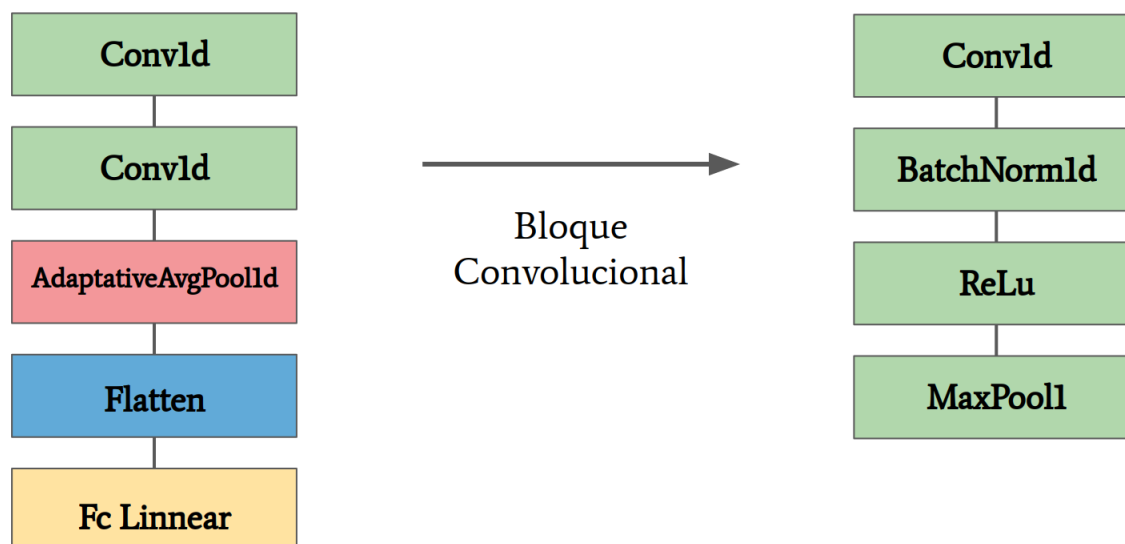 Conv1d
Conv1d
AdaptativeAvgPool1d
Flatten
Fc Linnear
Bloque
Convolucional
Conv1d
BatchNorm1d
ReLu
MaxPool1